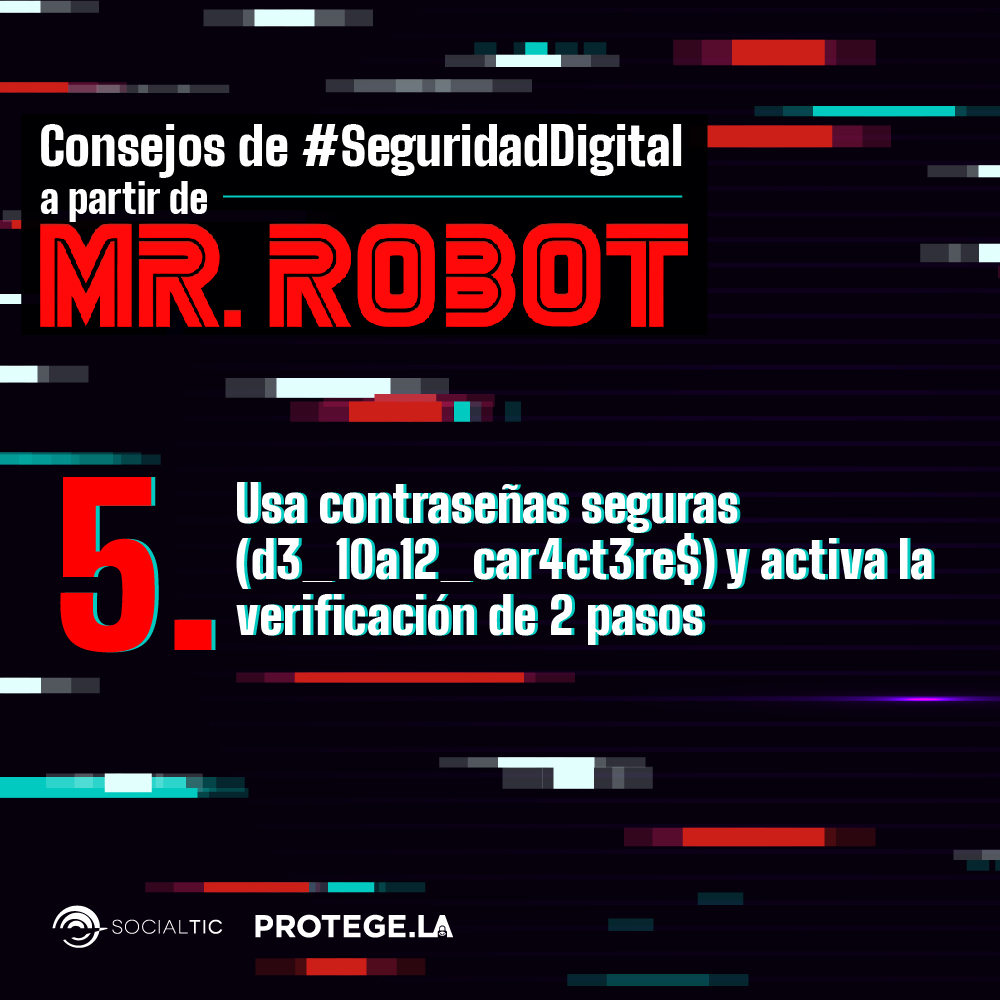 Consejos de #SeguridadDigital
a partir de
MR. ROBOT
5.
Usa contraseñas seguras
(d3_10a12_car4ct3re$) y activa la
verificación de 2 pasos
SOCIALTIC
PROTEGE.LA